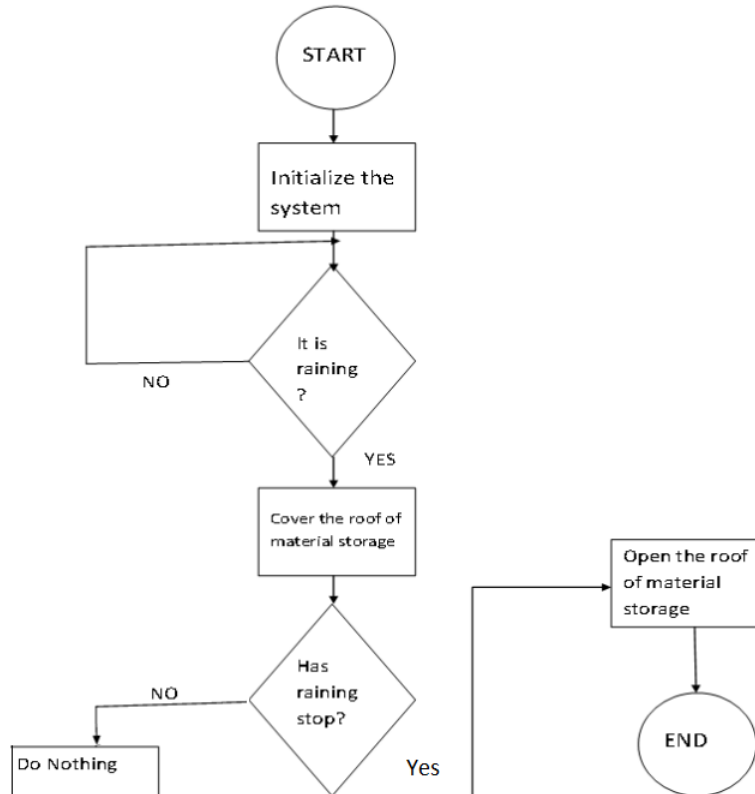 START
Initialize the
system
It is
raining
?
NO
YES
Cover the roof of
material storage
Open the roof
of material
storage
Has
raining
stop?
NO
Do Nothing
Yes
END